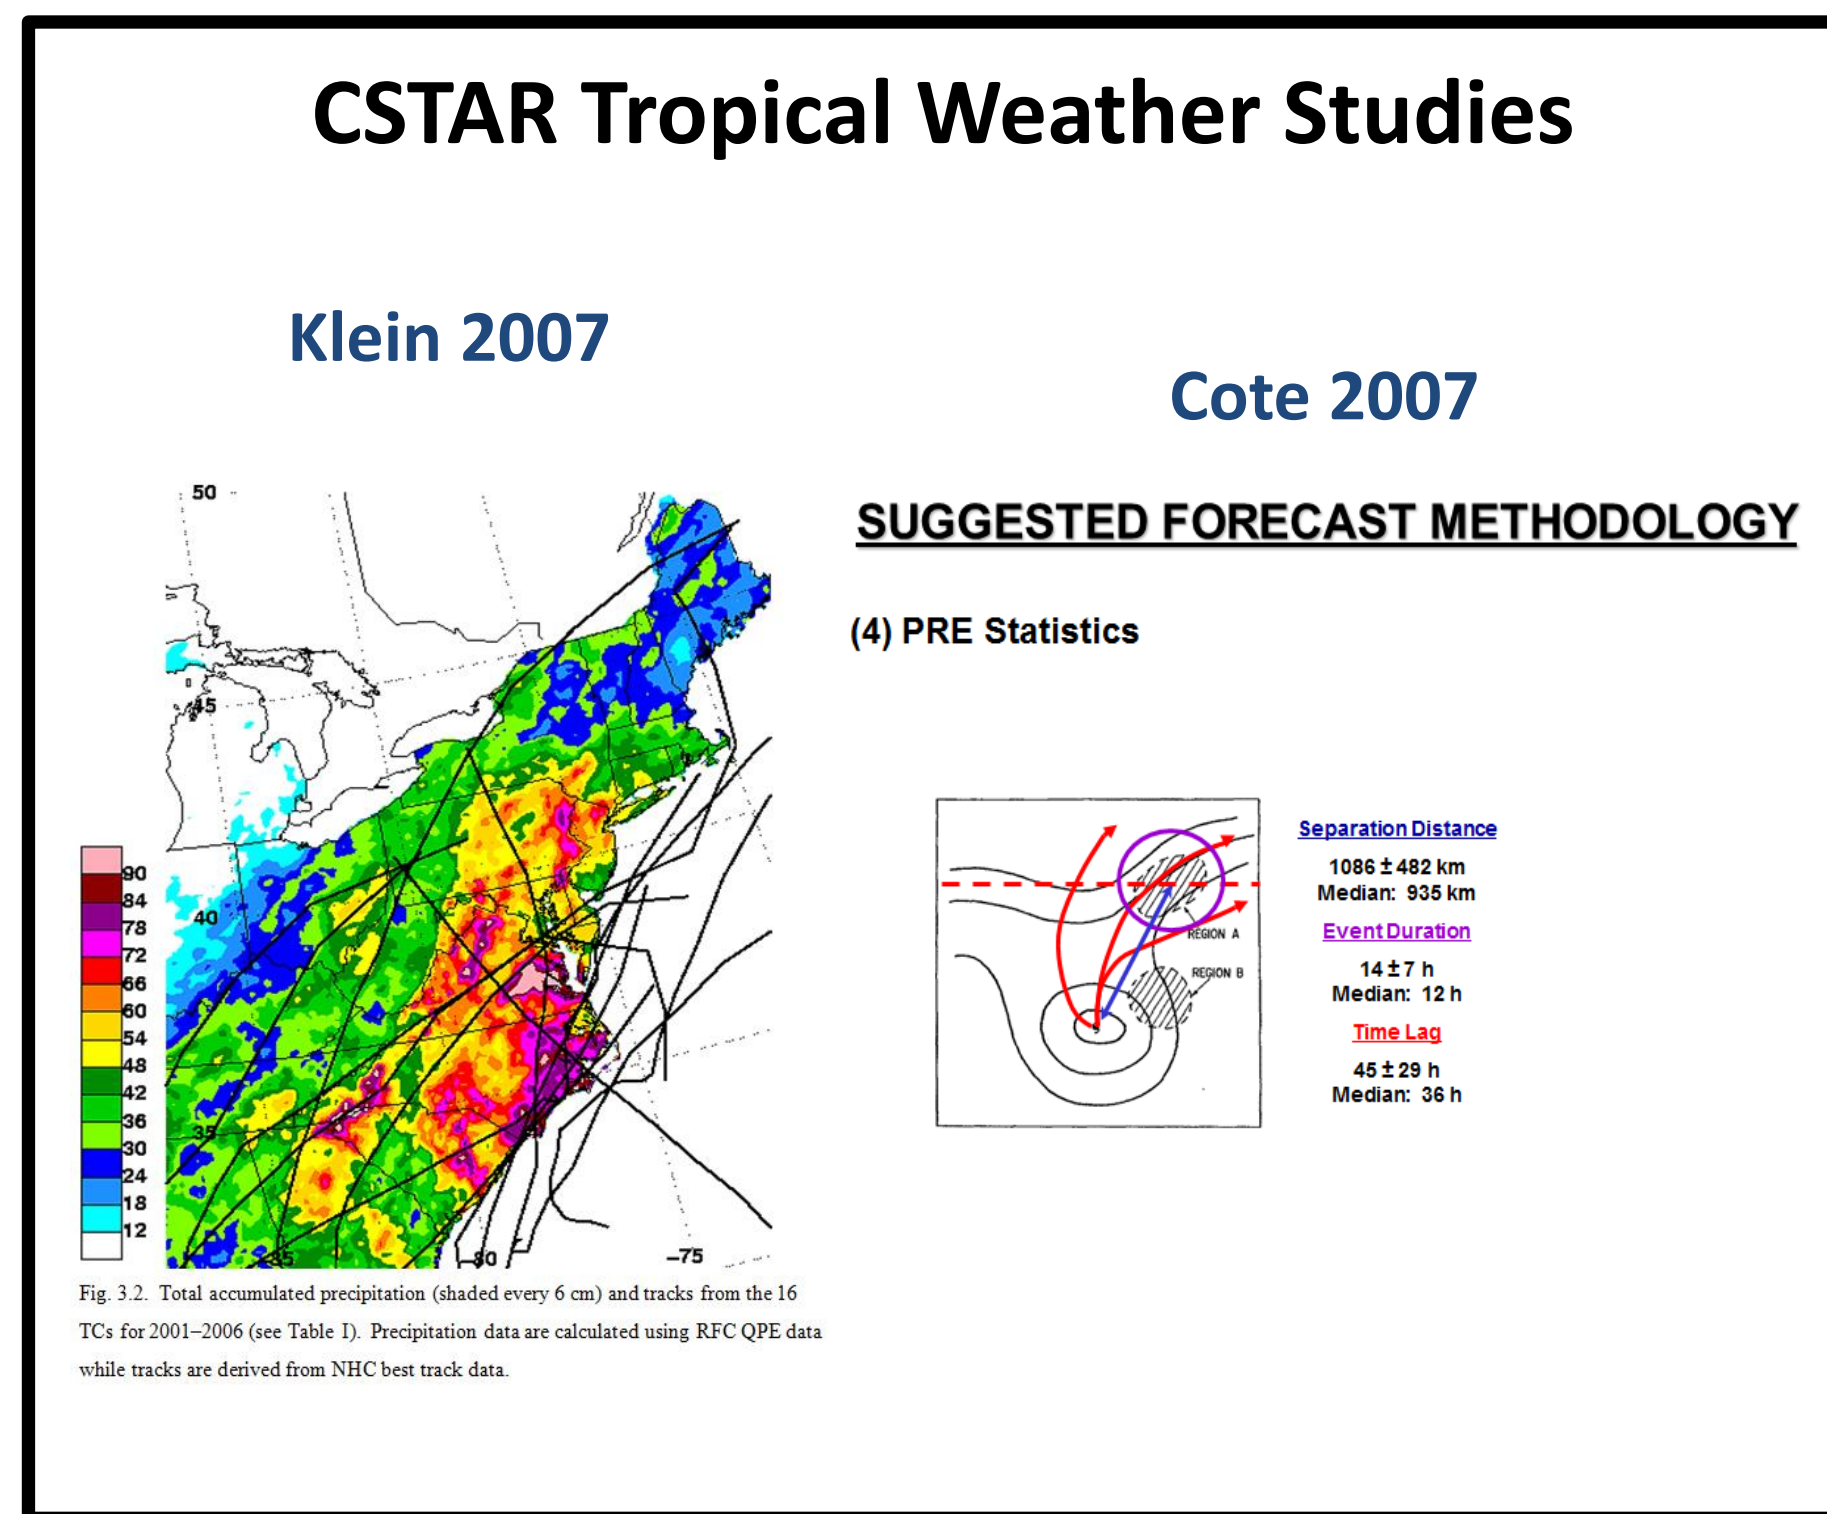 CSTAR Tropical Weather Studies
Klein 2007
Cote 2007
50
45
40
35
-85
-80
-75
90
84
78
72
66
60
54
48
42
36
30
24
18
12
Fig. 3.2. Total accumulated precipitation (shaded every 6 cm) and tracks from the 16
TCs for 2001–2006 (see Table I). Precipitation data are calculated using RFC QPE data
while tracks are derived from NHC best track data.
SUGGESTED FORECAST METHODOLOGY
(4) PRE Statistics
REGION A
REGION B
Separation Distance
1086 ± 482 km
Median: 935 km
Event Duration
14 ± 7 h
Median: 12 h
Time Lag
45 ± 29 h
Median: 36 h